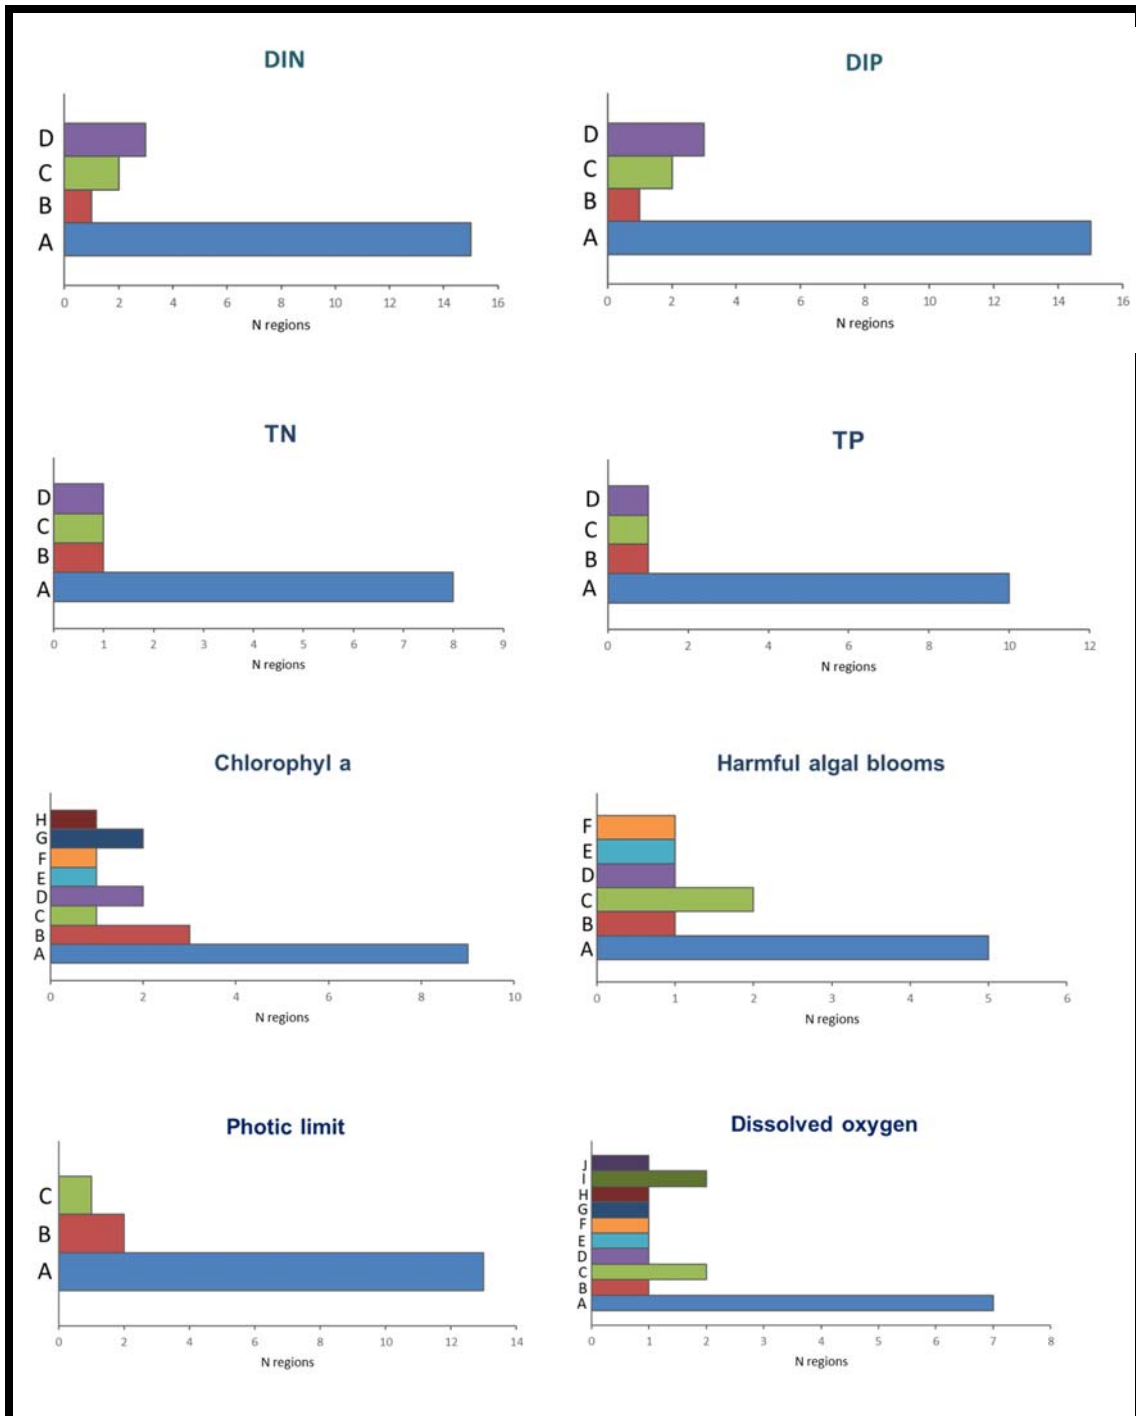 DIN
D
C
B
A
0 2 4 6 8 10 12 14 16
N regions
DIP
D
C
B
A
0 2 4 6 8 10 12 14 16
N regions
TN
D
C
B
A
0 1 2 3 4 5 6 7 8 9
N regions
TP
D
C
B
A
0 2 4 6 8 10 12
N regions
Chlorophyl a
H
G
F
E
D
C
B
A
0 2 4 6 8 10
N regions
Harmful algal blooms
F
E
D
C
B
A
0 1 2 3 4 5 6
N regions
Photic limit
C
B
A
0 2 4 6 8 10 12 14
N regions
Dissolved oxygen
J
I
H
G
F
E
D
C
B
A
0 1 2 3 4 5 6 7 8
N regions